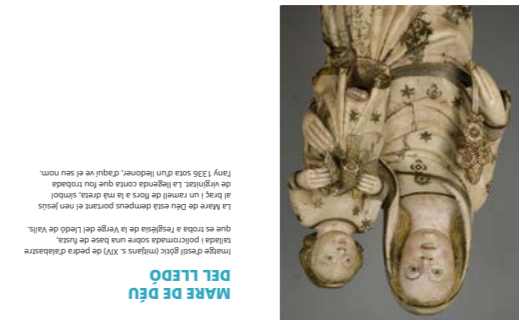 MARE DE DÉU
DEL LLEDÓ
Imatge d'estil gòtic (mitjans s. XIV) de pedra d'alabastre
tallada i policromada sobre una base de fusta,
que es troba a l'església de la Verge del Lledó de Valls.
La Mare de Déu està dempeus portant el nen Jesús
al braç i un ramell de flors a la mà dreta, símbol
de virginitat. La llegenda conta que fou trobada
l'any 1336 sota d'un lledoner, d'aquí ve el seu nom.